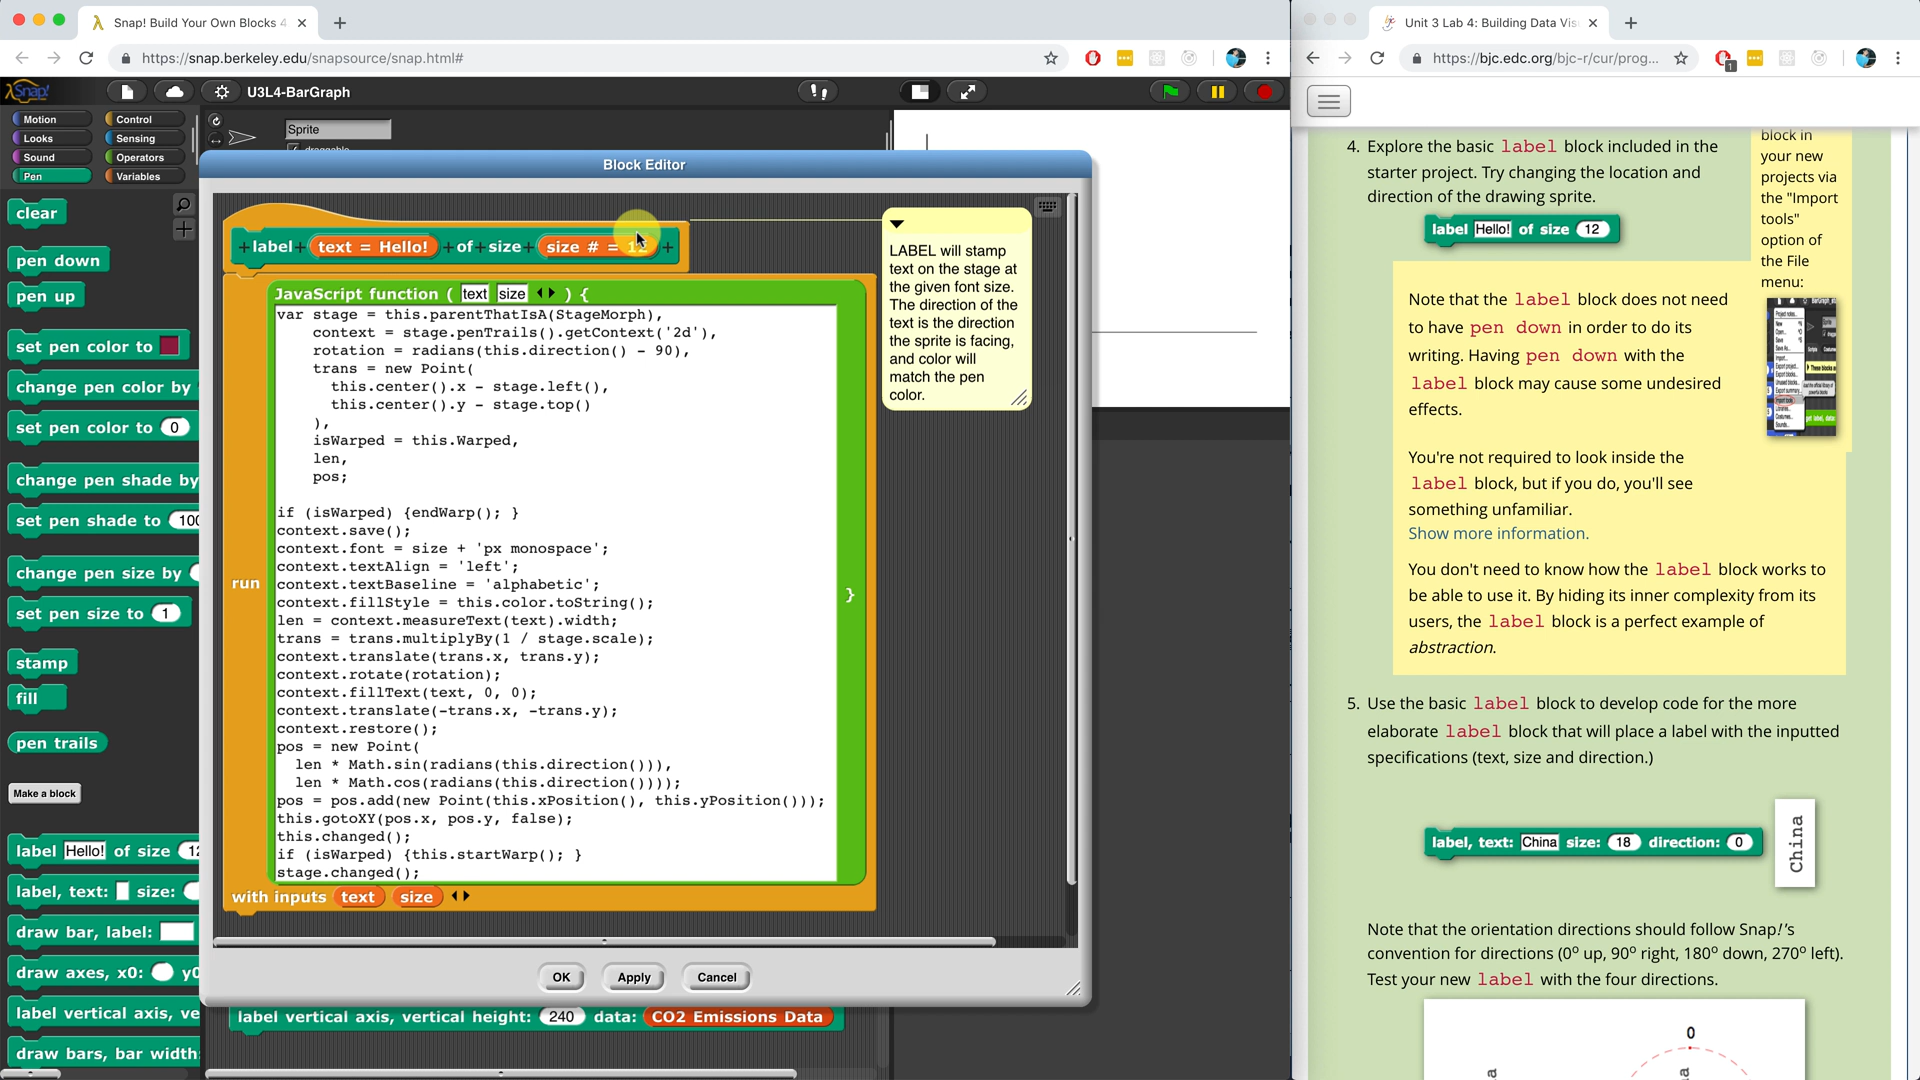 Snap! Build Your Own Blocks 4
https://snap.berkeley.edu/snapsource/snap.html#
Snap!
U3L4-BarGraph
Motion
Looks
Sound
Pen
Control
Sensing
Operators
Variables
Sprite
draggable
clear
pen down
pen up
set pen color to
change pen color by
set pen color to 0
change pen shade by
set pen shade to 100
change pen size by
set pen size to 1
stamp
fill
pen trails
Make a block
label Hello! of size 12
label, text: size:
draw bar, label:
draw axes, x0: y0
label vertical axis, ve
draw bars, bar width:
Block Editor
+label+ text = Hello! +of+size+ size # = 12 +
JavaScript function ( text size ) {
var stage = this.parentThatIsA(StageMorph),
context = stage.penTrails().getContext('2d'),
rotation = radians(this.direction() - 90),
trans = new Point(
this.center().x - stage.left(),
this.center().y - stage.top()
),
isWarped = this.Warped,
len,
pos;
if (isWarped) {endWarp(); }
context.save();
context.font = size + 'px monospace';
context.textAlign = 'left';
context.textBaseline = 'alphabetic';
context.fillStyle = this.color.toString();
len = context.measureText(text).width;
trans = trans.multiplyBy(1 / stage.scale);
context.translate(trans.x, trans.y);
context.rotate(rotation);
context.fillText(text, 0, 0);
context.translate(-trans.x, -trans.y);
context.restore();
pos = new Point(
len * Math.sin(radians(this.direction())),
len * Math.cos(radians(this.direction())));
pos = pos.add(new Point(this.xPosition(), this.yPosition()));
this.gotoXY(pos.x, pos.y, false);
this.changed();
if (isWarped) {this.startWarp(); }
stage.changed();
run
}
with inputs text size
LABEL will stamp
text on the stage at
the given font size.
The direction of the
text is the direction
the sprite is facing,
and color will
match the pen
color.
OK
Apply
Cancel
label vertical axis, vertical height: 240 data: CO2 Emissions Data
Unit 3 Lab 4: Building Data Vis
https://bjc.edc.org/bjc-r/cur/prog...
1
4. Explore the basic label block included in the
starter project. Try changing the location and
direction of the drawing sprite.
label Hello! of size 12
block in
your new
projects via
the "Import
tools"
option of
the File
menu:
Note that the label block does not need
to have pen down in order to do its
writing. Having pen down with the
label block may cause some undesired
effects.
You're not required to look inside the
label block, but if you do, you'll see
something unfamiliar.
Show more information.
You don't need to know how the label block works to
be able to use it. By hiding its inner complexity from its
users, the label block is a perfect example of
abstraction.
5. Use the basic label block to develop code for the more
elaborate label block that will place a label with the inputted
specifications (text, size and direction.)
label, text: China size: 18 direction: 0
China
Note that the orientation directions should follow Snap!'s
convention for directions (0º up, 90º right, 180º down, 270º left).
Test your new label with the four directions.
0